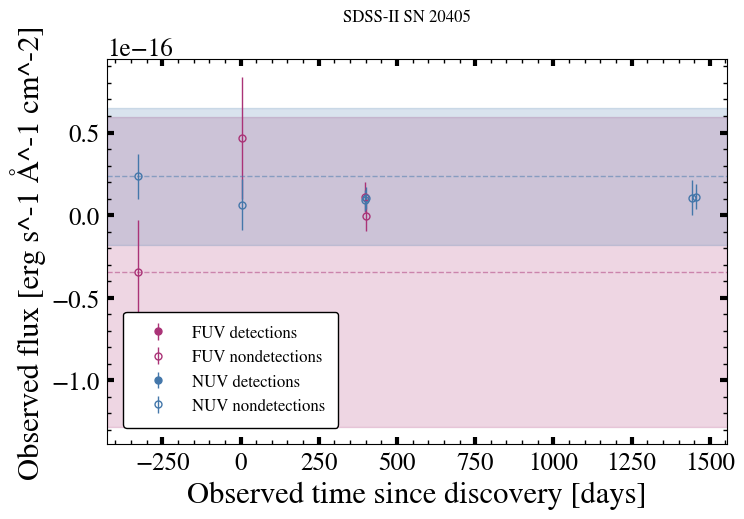 SDSS-II SN 20405
1e−16
Observed flux [erg s^-1 Å^-1 cm^-2]
0.5
0.0
−0.5
−1.0
FUV detections
FUV nondetections
NUV detections
NUV nondetections
−250 0 250 500 750 1000 1250 1500
Observed time since discovery [days]